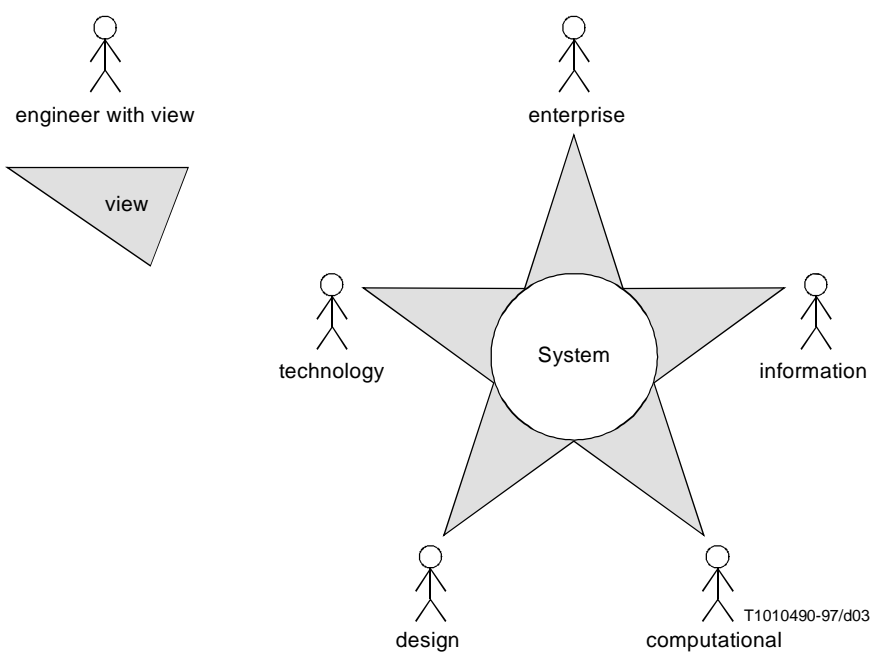 engineer with view
enterprise
view
technology
System
information
T1010490-97/d03
design
computational